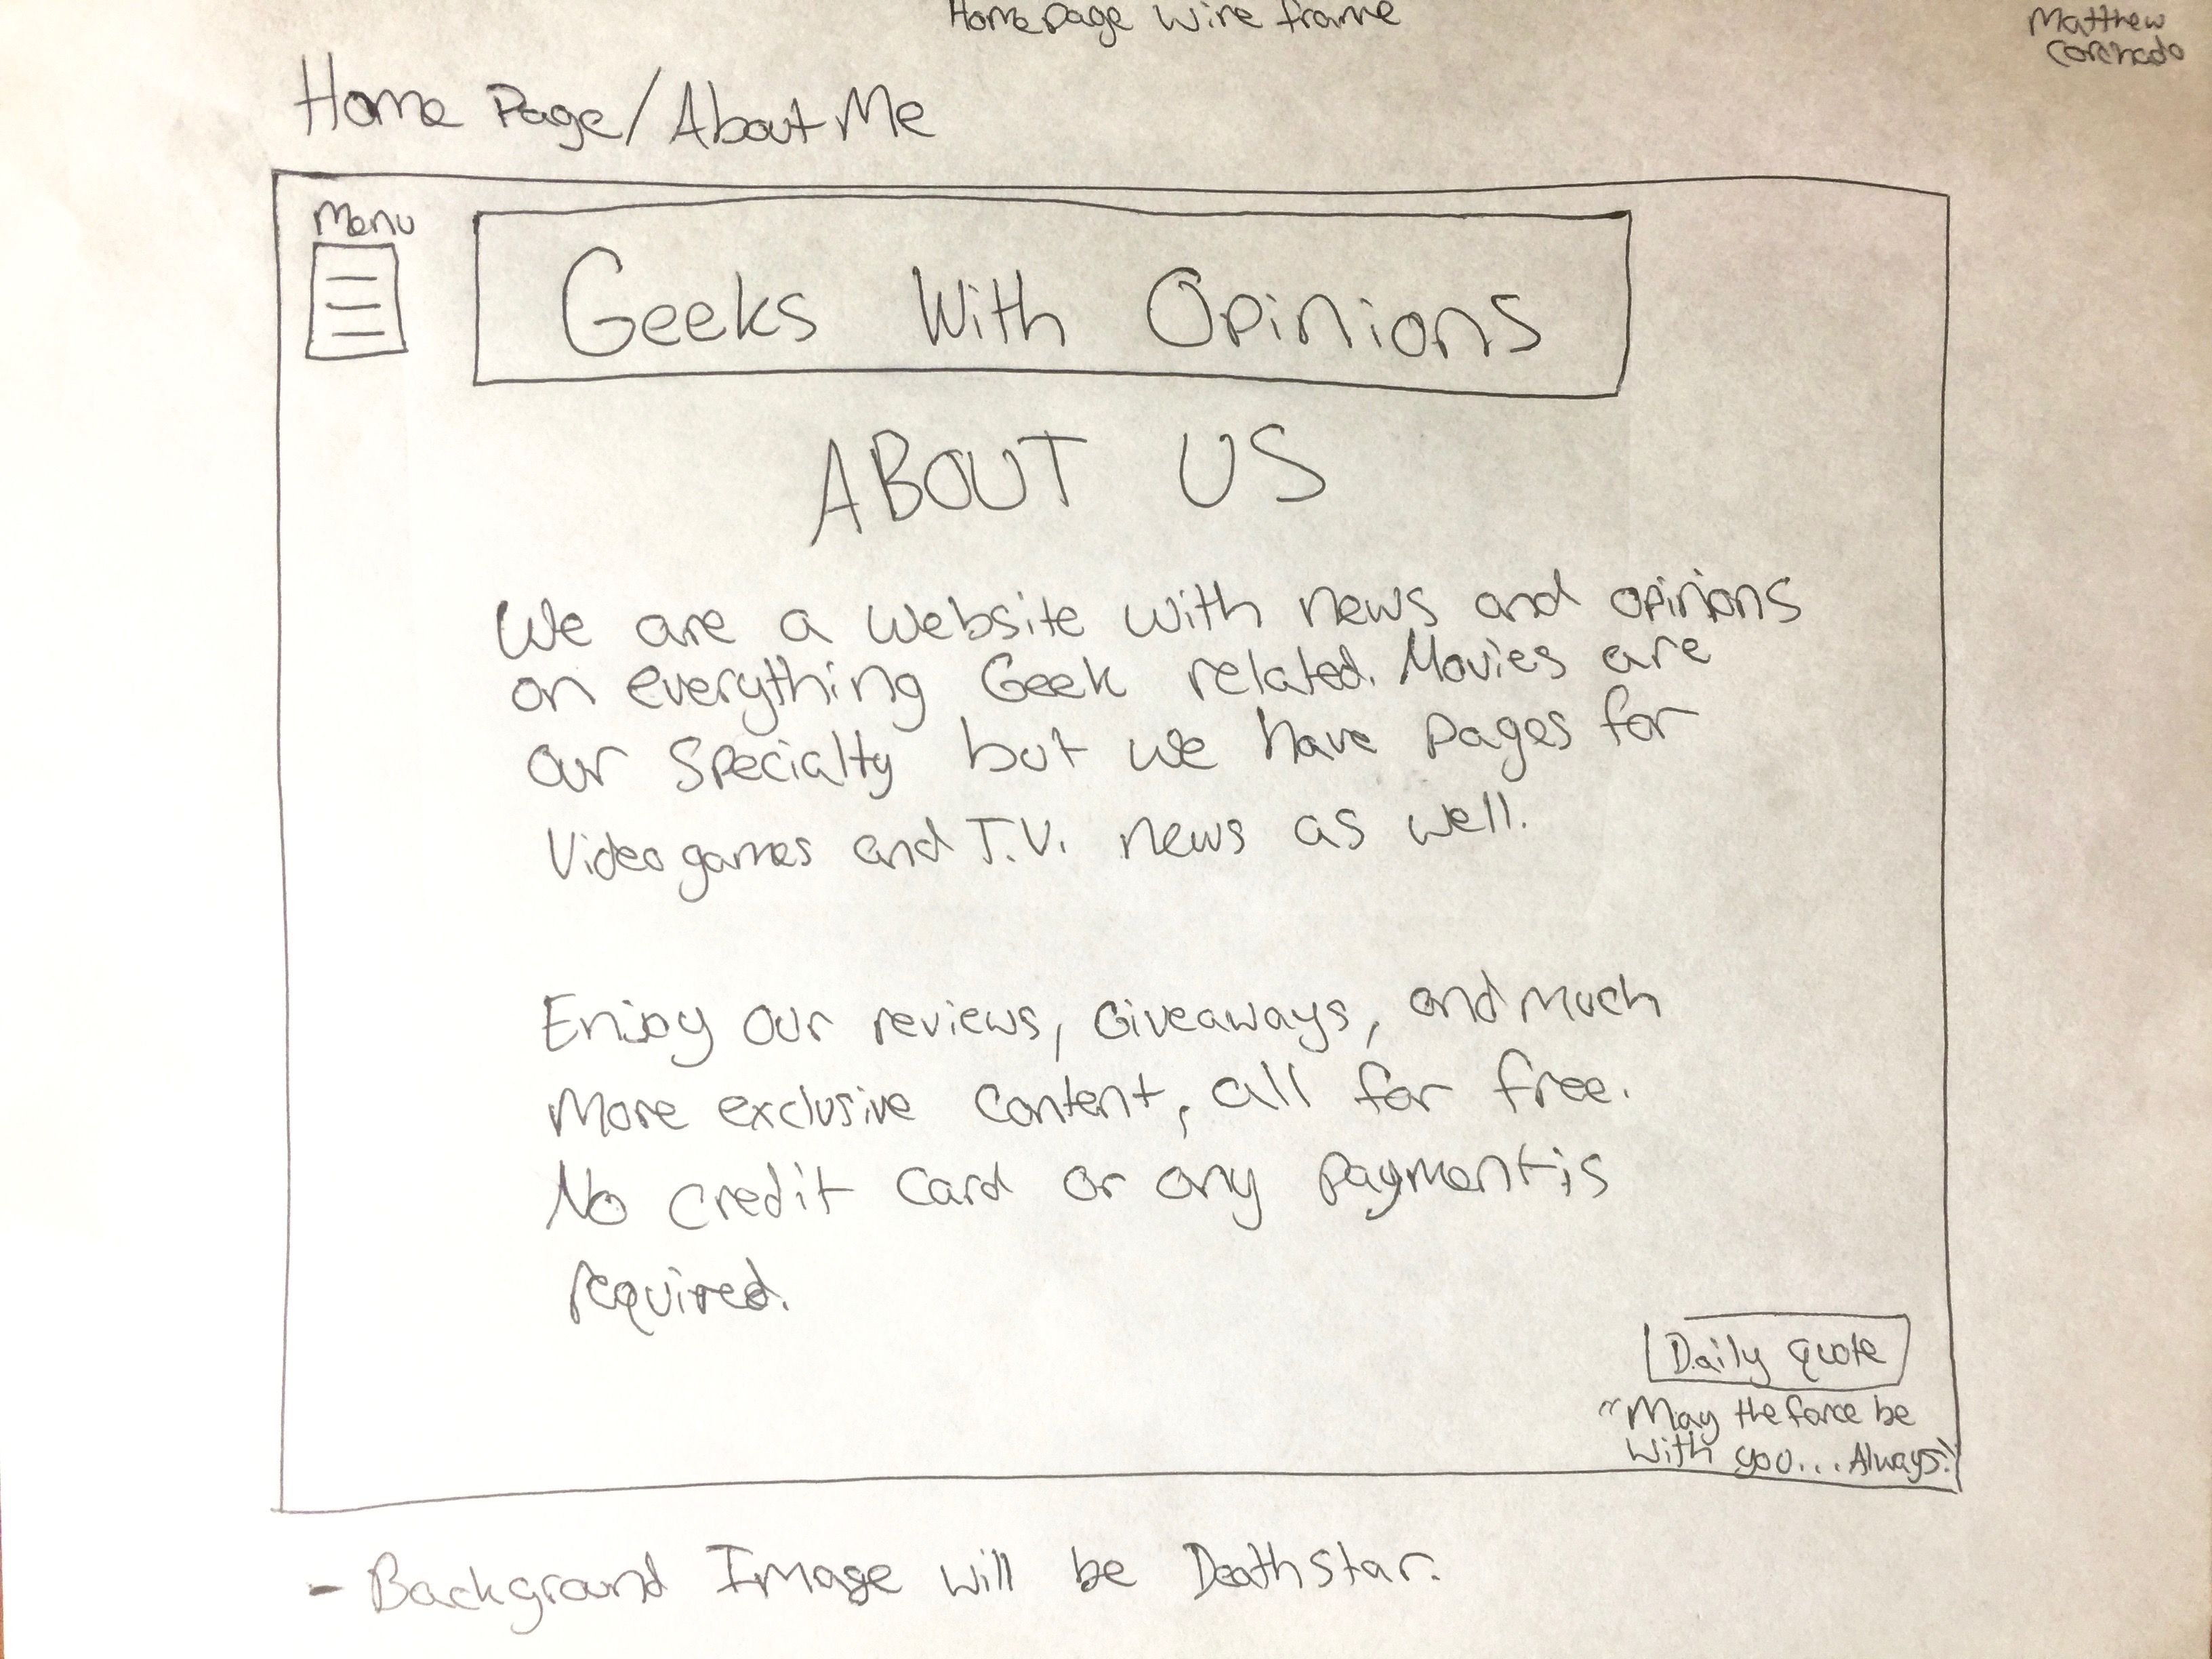 Homepage wire frame
Matthew
Coronado
Home Page/About Me
Menu
Geeks With Opinions
ABOUT US
We are a website with news and opinions
on everything Geek related. Movies are
our specialty but we have pages for
Video games and T.V. news as well.
Enjoy our reviews, Giveaways, and much
more exclusive content, all for free.
No credit card or any payment is
required.
Daily quote
"May the force be
with you... Always."
- Background Image will be Deathstar.